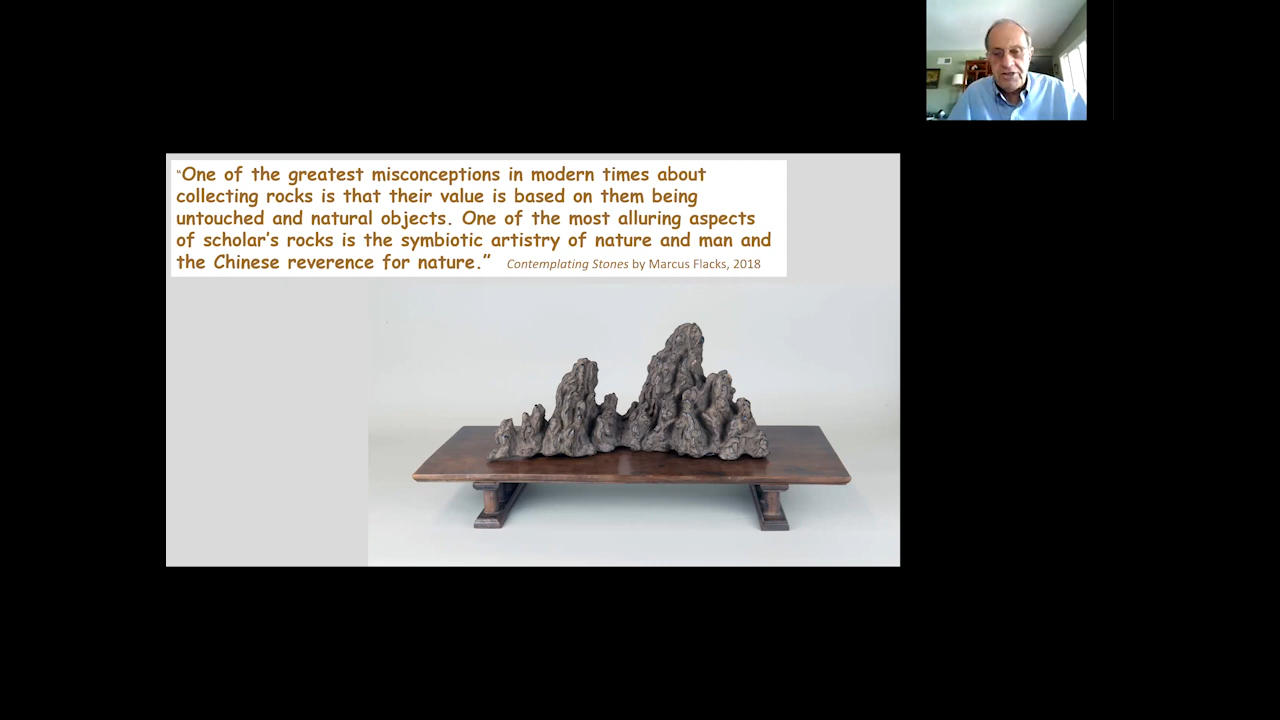 “One of the greatest misconceptions in modern times about
collecting rocks is that their value is based on them being
untouched and natural objects. One of the most alluring aspects
of scholar’s rocks is the symbiotic artistry of nature and man and
the Chinese reverence for nature.” Contemplating Stones by Marcus Flacks, 2018